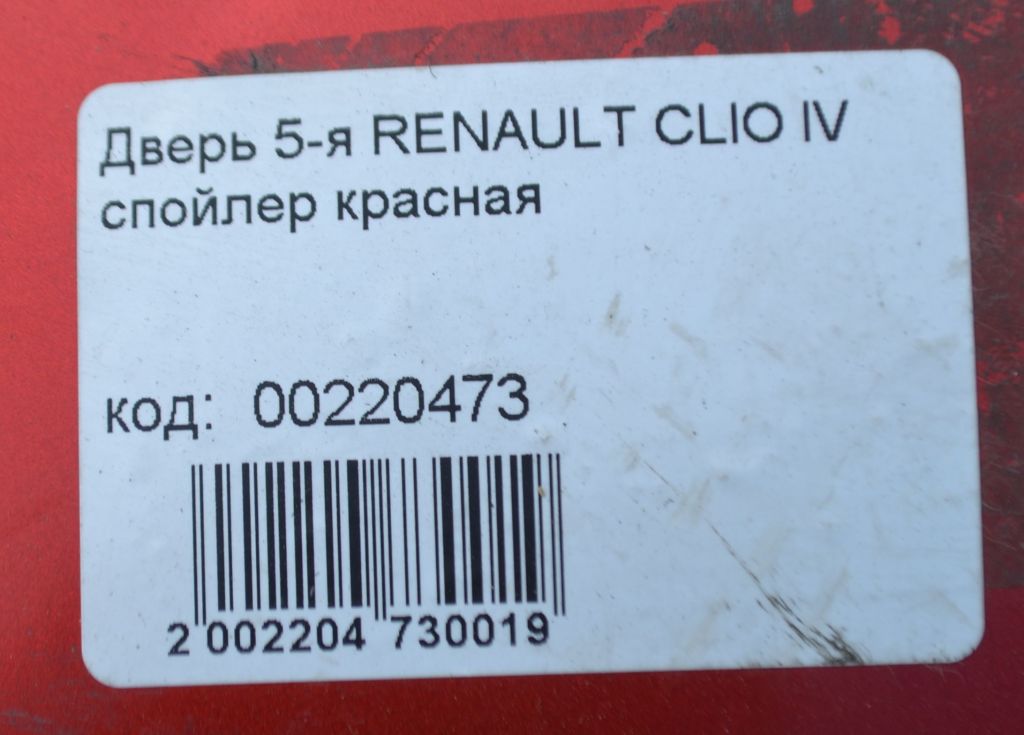 Дверь 5-я RENAULT CLIO IV
спойлер красная
код: 00220473
2 002204 730019